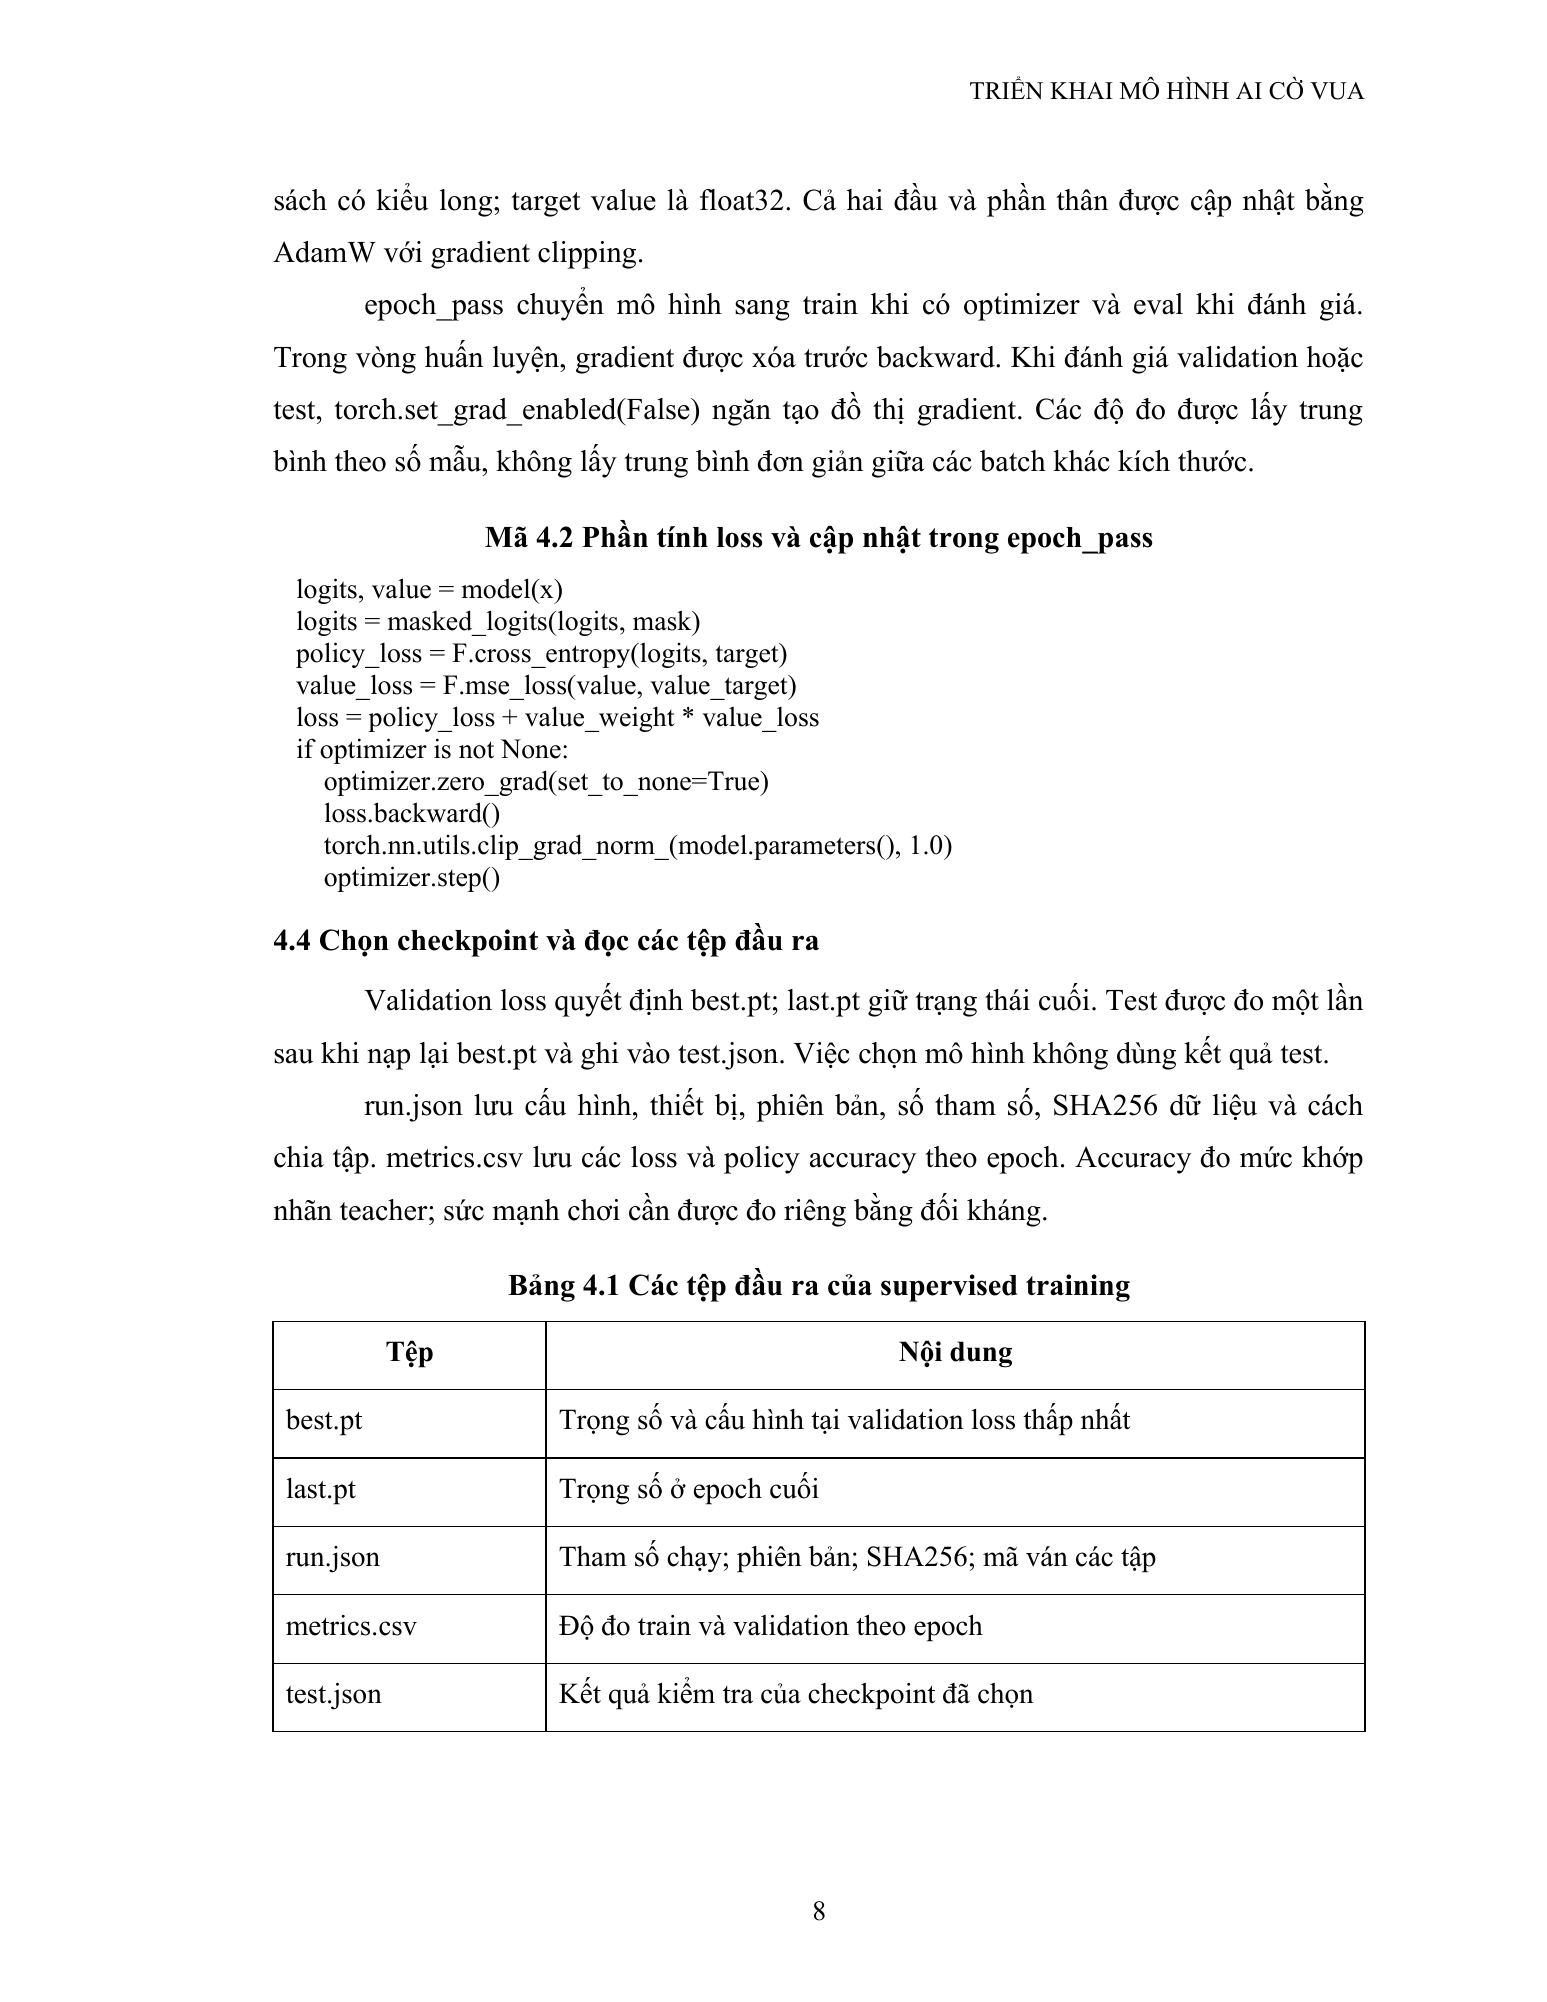 TRIỂN KHAI MÔ HÌNH AI CỜ VUA
sách có kiểu long; target value là float32. Cả hai đầu và phần thân được cập nhật bằng
AdamW với gradient clipping.
epoch_pass chuyển mô hình sang train khi có optimizer và eval khi đánh giá.
Trong vòng huấn luyện, gradient được xóa trước backward. Khi đánh giá validation hoặc
test, torch.set_grad_enabled(False) ngăn tạo đồ thị gradient. Các độ đo được lấy trung
bình theo số mẫu, không lấy trung bình đơn giản giữa các batch khác kích thước.
Mã 4.2 Phần tính loss và cập nhật trong epoch_pass
logits, value = model(x)
logits = masked_logits(logits, mask)
policy_loss = F.cross_entropy(logits, target)
value_loss = F.mse_loss(value, value_target)
loss = policy_loss + value_weight * value_loss
if optimizer is not None:
    optimizer.zero_grad(set_to_none=True)
    loss.backward()
    torch.nn.utils.clip_grad_norm_(model.parameters(), 1.0)
    optimizer.step()
4.4 Chọn checkpoint và đọc các tệp đầu ra
Validation loss quyết định best.pt; last.pt giữ trạng thái cuối. Test được đo một lần
sau khi nạp lại best.pt và ghi vào test.json. Việc chọn mô hình không dùng kết quả test.
run.json lưu cấu hình, thiết bị, phiên bản, số tham số, SHA256 dữ liệu và cách
chia tập. metrics.csv lưu các loss và policy accuracy theo epoch. Accuracy đo mức khớp
nhãn teacher; sức mạnh chơi cần được đo riêng bằng đối kháng.
Bảng 4.1 Các tệp đầu ra của supervised training
Tệp Nội dung
best.pt Trọng số và cấu hình tại validation loss thấp nhất
last.pt Trọng số ở epoch cuối
run.json Tham số chạy; phiên bản; SHA256; mã ván các tập
metrics.csv Độ đo train và validation theo epoch
test.json Kết quả kiểm tra của checkpoint đã chọn
8